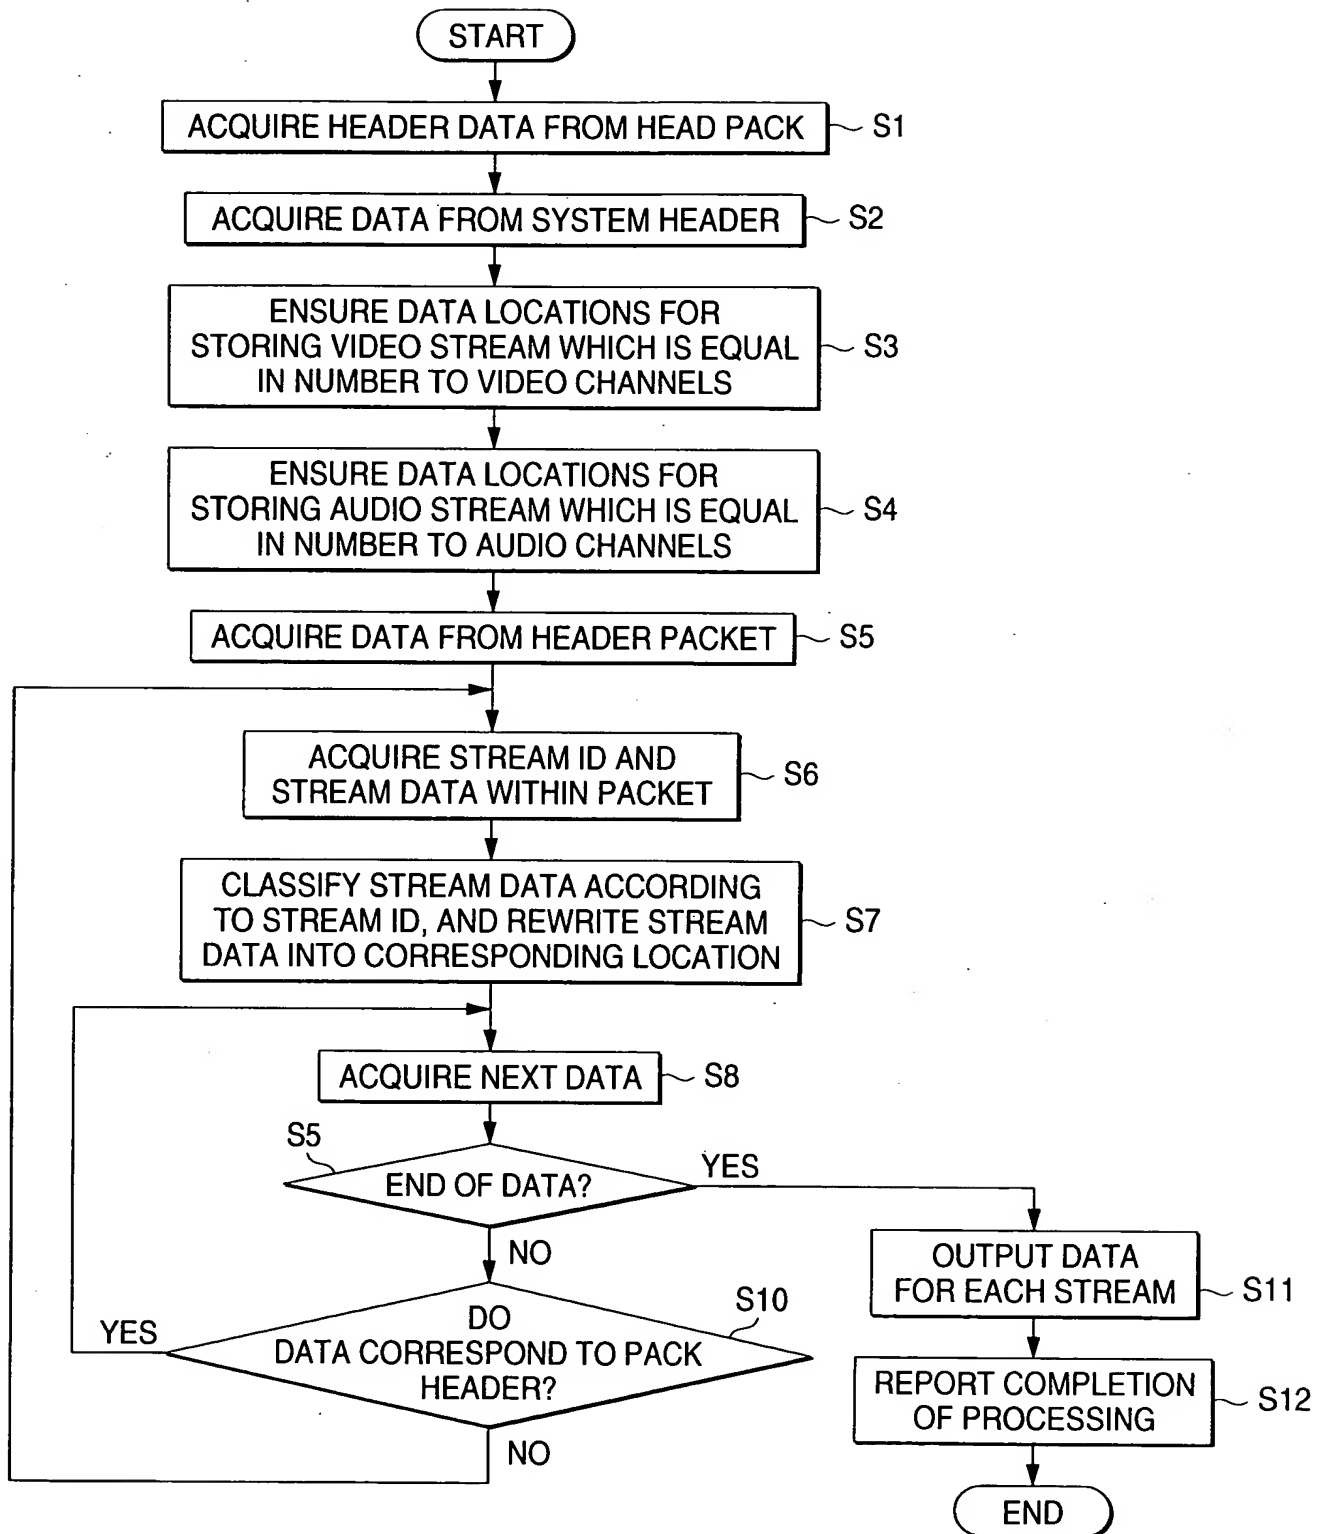 START
ACQUIRE HEADER DATA FROM HEAD PACK
S1
ACQUIRE DATA FROM SYSTEM HEADER
S2
ENSURE DATA LOCATIONS FOR
STORING VIDEO STREAM WHICH IS EQUAL
IN NUMBER TO VIDEO CHANNELS
S3
ENSURE DATA LOCATIONS FOR
STORING AUDIO STREAM WHICH IS EQUAL
IN NUMBER TO AUDIO CHANNELS
S4
ACQUIRE DATA FROM HEADER PACKET
S5
ACQUIRE STREAM ID AND
STREAM DATA WITHIN PACKET
S6
CLASSIFY STREAM DATA ACCORDING
TO STREAM ID, AND REWRITE STREAM
DATA INTO CORRESPONDING LOCATION
S7
ACQUIRE NEXT DATA
S8
S5
END OF DATA?
YES
NO
OUTPUT DATA
FOR EACH STREAM
S11
S10
DO
DATA CORRESPOND TO PACK
HEADER?
YES
NO
REPORT COMPLETION
OF PROCESSING
S12
END